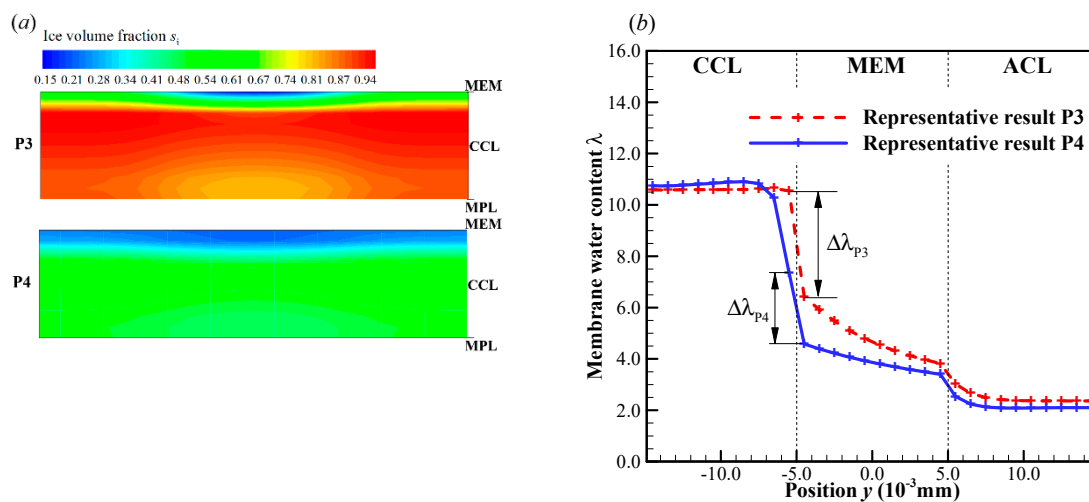 (a)
Ice volume fraction si
0.15 0.21 0.28 0.34 0.41 0.48 0.54 0.61 0.67 0.74 0.81 0.87 0.94
MEM
P3
CCL
MPL
MEM
P4
CCL
MPL
(b)
16.0
14.0
12.0
10.0
8.0
6.0
4.0
2.0
0.0
Membrane water content λ
CCL MEM ACL
Representative result P3
Representative result P4
ΔλP3
ΔλP4
-10.0 -5.0 0.0 5.0 10.0
Position y (10-3mm)